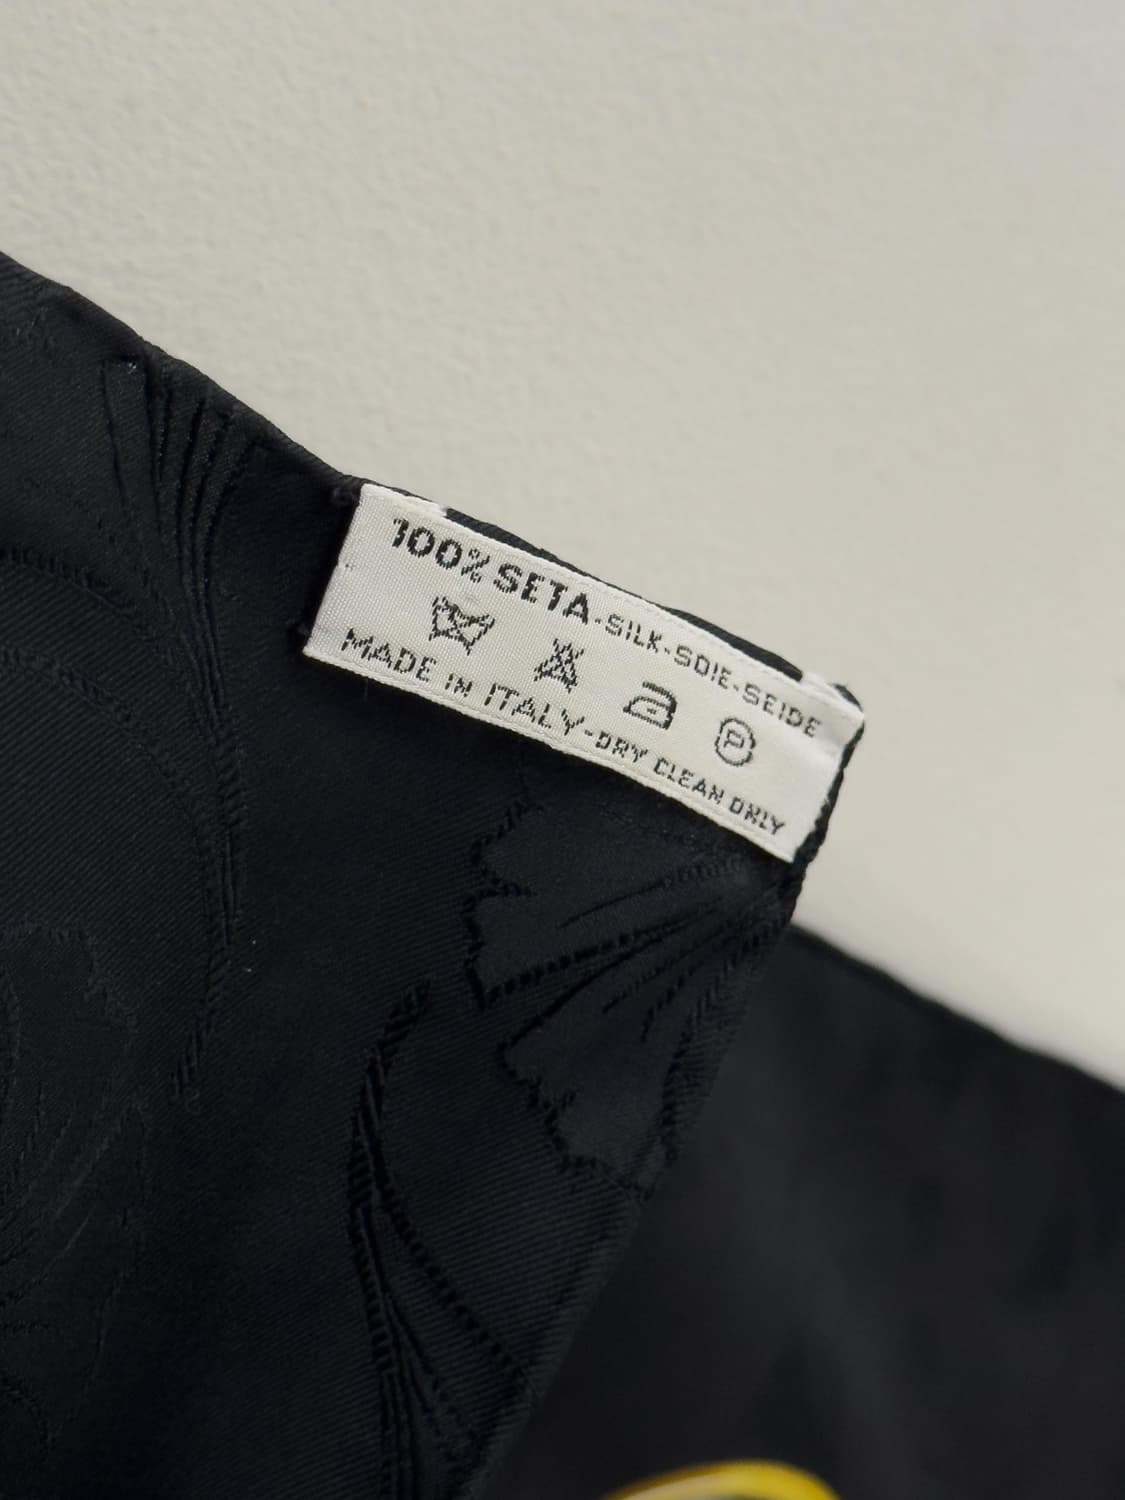 100% SETA-SILK-SOIE-SEIDE
P
MADE IN ITALY-DRY CLEAN ONLY